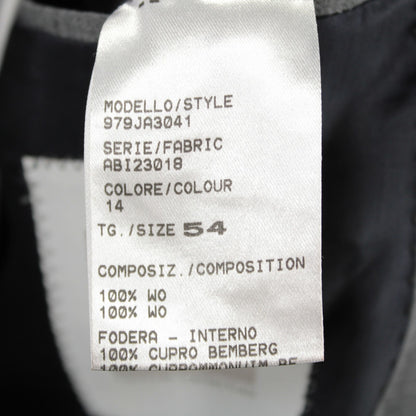 MODELLO/STYLE
979JA3041
SERIE/FABRIC
ABI23018
COLORE/COLOUR
14
TG./SIZE 54
COMPOSIZ./COMPOSITION
100% WO
100% WO
FODERA - INTERNO
100% CUPRO BEMBERG
100%